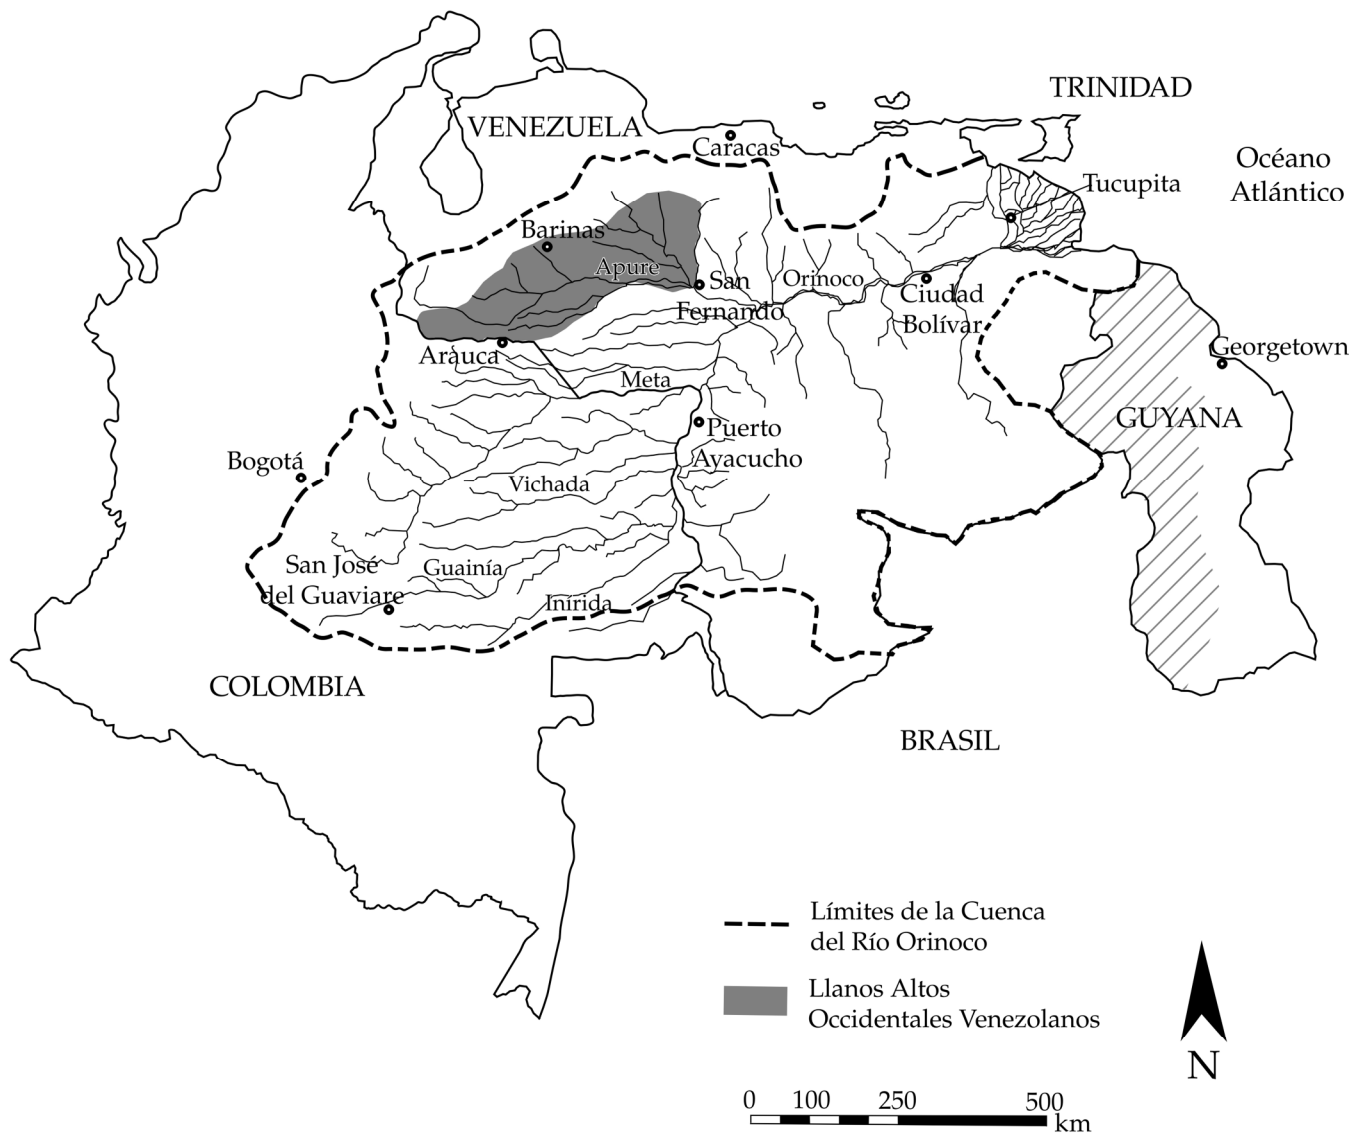 TRINIDAD
VENEZUELA
Caracas
Océano
Atlántico
Tucupita
Barinas
Apure
San
Fernando
Orinoco
Ciudad
Bolívar
Arauca
Georgetown
Meta
GUYANA
Puerto
Ayacucho
Bogotá
Vichada
San José
del Guaviare
Guainía
Inírida
COLOMBIA
BRASIL
Límites de la Cuenca
del Río Orinoco
Llanos Altos
Occidentales Venezolanos
N
0 100 250 500
km